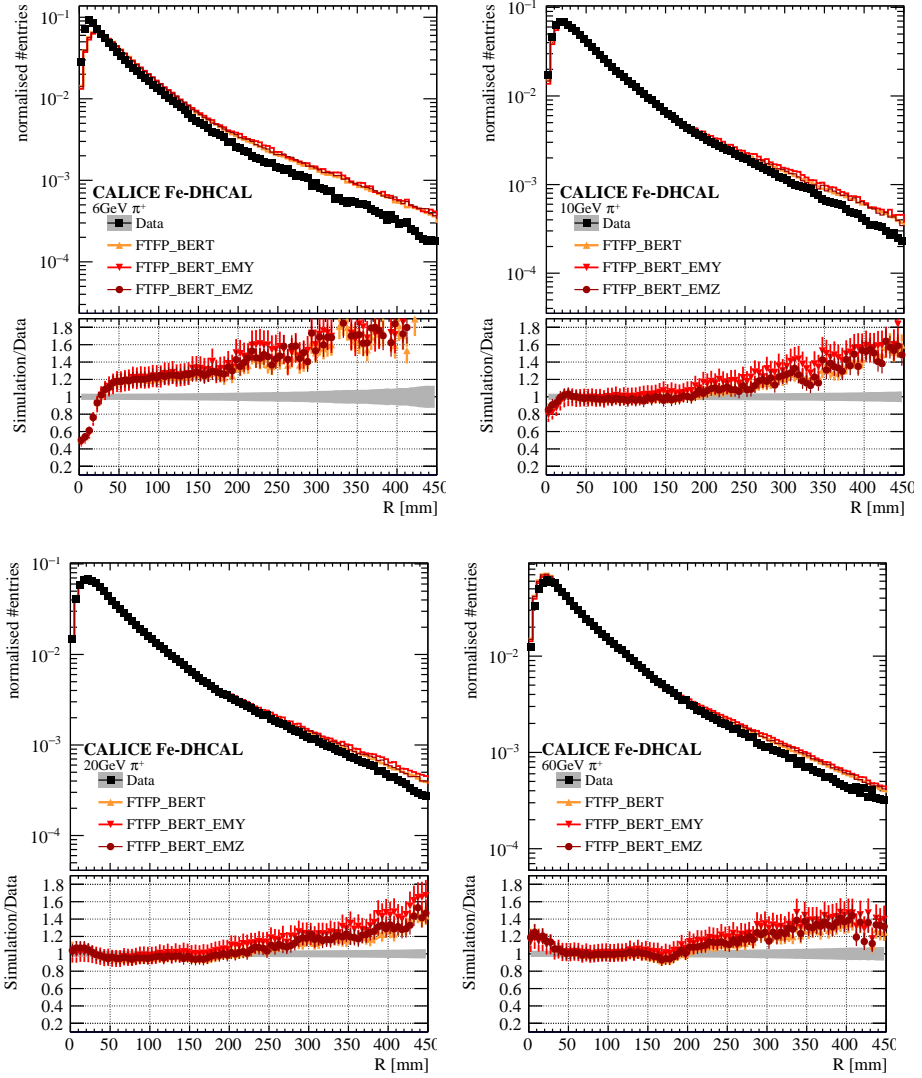 normalised #entries
10⁻¹
10⁻²
10⁻³
10⁻⁴
CALICE Fe-DHCAL
6GeV π⁺
Data
FTFP_BERT
FTFP_BERT_EMY
FTFP_BERT_EMZ
Simulation/Data
1.8
1.6
1.4
1.2
1
0.8
0.6
0.4
0.2
0 50 100 150 200 250 300 350 400 450
R [mm]
normalised #entries
10⁻¹
10⁻²
10⁻³
10⁻⁴
CALICE Fe-DHCAL
10GeV π⁺
Data
FTFP_BERT
FTFP_BERT_EMY
FTFP_BERT_EMZ
Simulation/Data
1.8
1.6
1.4
1.2
1
0.8
0.6
0.4
0.2
0 50 100 150 200 250 300 350 400 450
R [mm]
normalised #entries
10⁻¹
10⁻²
10⁻³
10⁻⁴
CALICE Fe-DHCAL
20GeV π⁺
Data
FTFP_BERT
FTFP_BERT_EMY
FTFP_BERT_EMZ
Simulation/Data
1.8
1.6
1.4
1.2
1
0.8
0.6
0.4
0.2
0 50 100 150 200 250 300 350 400 450
R [mm]
normalised #entries
10⁻¹
10⁻²
10⁻³
10⁻⁴
CALICE Fe-DHCAL
60GeV π⁺
Data
FTFP_BERT
FTFP_BERT_EMY
FTFP_BERT_EMZ
Simulation/Data
1.8
1.6
1.4
1.2
1
0.8
0.6
0.4
0.2
0 50 100 150 200 250 300 350 400 450
R [mm]